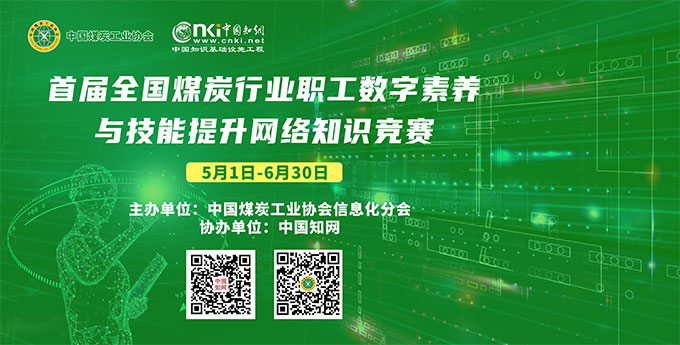 中国煤炭工业协会
cnki中国知网
www.cnki.net
中国知识基础设施工程
首届全国煤炭行业职工数字素养
与技能提升网络知识竞赛
5月1日-6月30日
主办单位：中国煤炭工业协会信息化分会
协办单位：中国知网
中国
知网